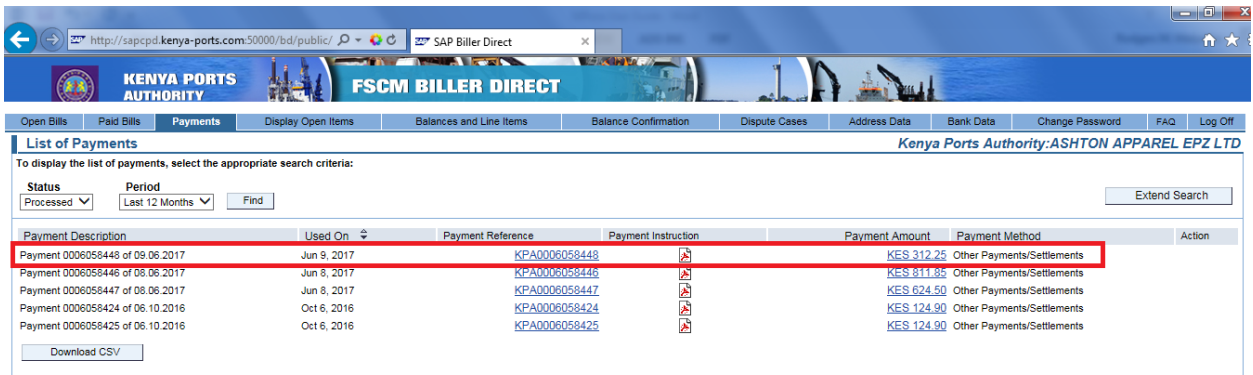 http://sapcpd.kenya-ports.com:50000/bd/public/ SAP Biller Direct
KENYA PORTS AUTHORITY FSCM BILLER DIRECT
Open Bills Paid Bills Payments Display Open Items Balances and Line Items Balance Confirmation Dispute Cases Address Data Bank Data Change Password FAQ Log Off
List of Payments Kenya Ports Authority:ASHTON APPAREL EPZ LTD
To display the list of payments, select the appropriate search criteria:
Status Period
Processed Last 12 Months Find Extend Search
Payment Description Used On Payment Reference Payment Instruction Payment Amount Payment Method Action
Payment 0006058448 of 09.06.2017 Jun 9, 2017 KPA0006058448 KES 312.25 Other Payments/Settlements
Payment 0006058446 of 08.06.2017 Jun 8, 2017 KPA0006058446 KES 811.85 Other Payments/Settlements
Payment 0006058447 of 08.06.2017 Jun 8, 2017 KPA0006058447 KES 624.50 Other Payments/Settlements
Payment 0006058424 of 06.10.2016 Oct 6, 2016 KPA0006058424 KES 124.90 Other Payments/Settlements
Payment 0006058425 of 06.10.2016 Oct 6, 2016 KPA0006058425 KES 124.90 Other Payments/Settlements
Download CSV